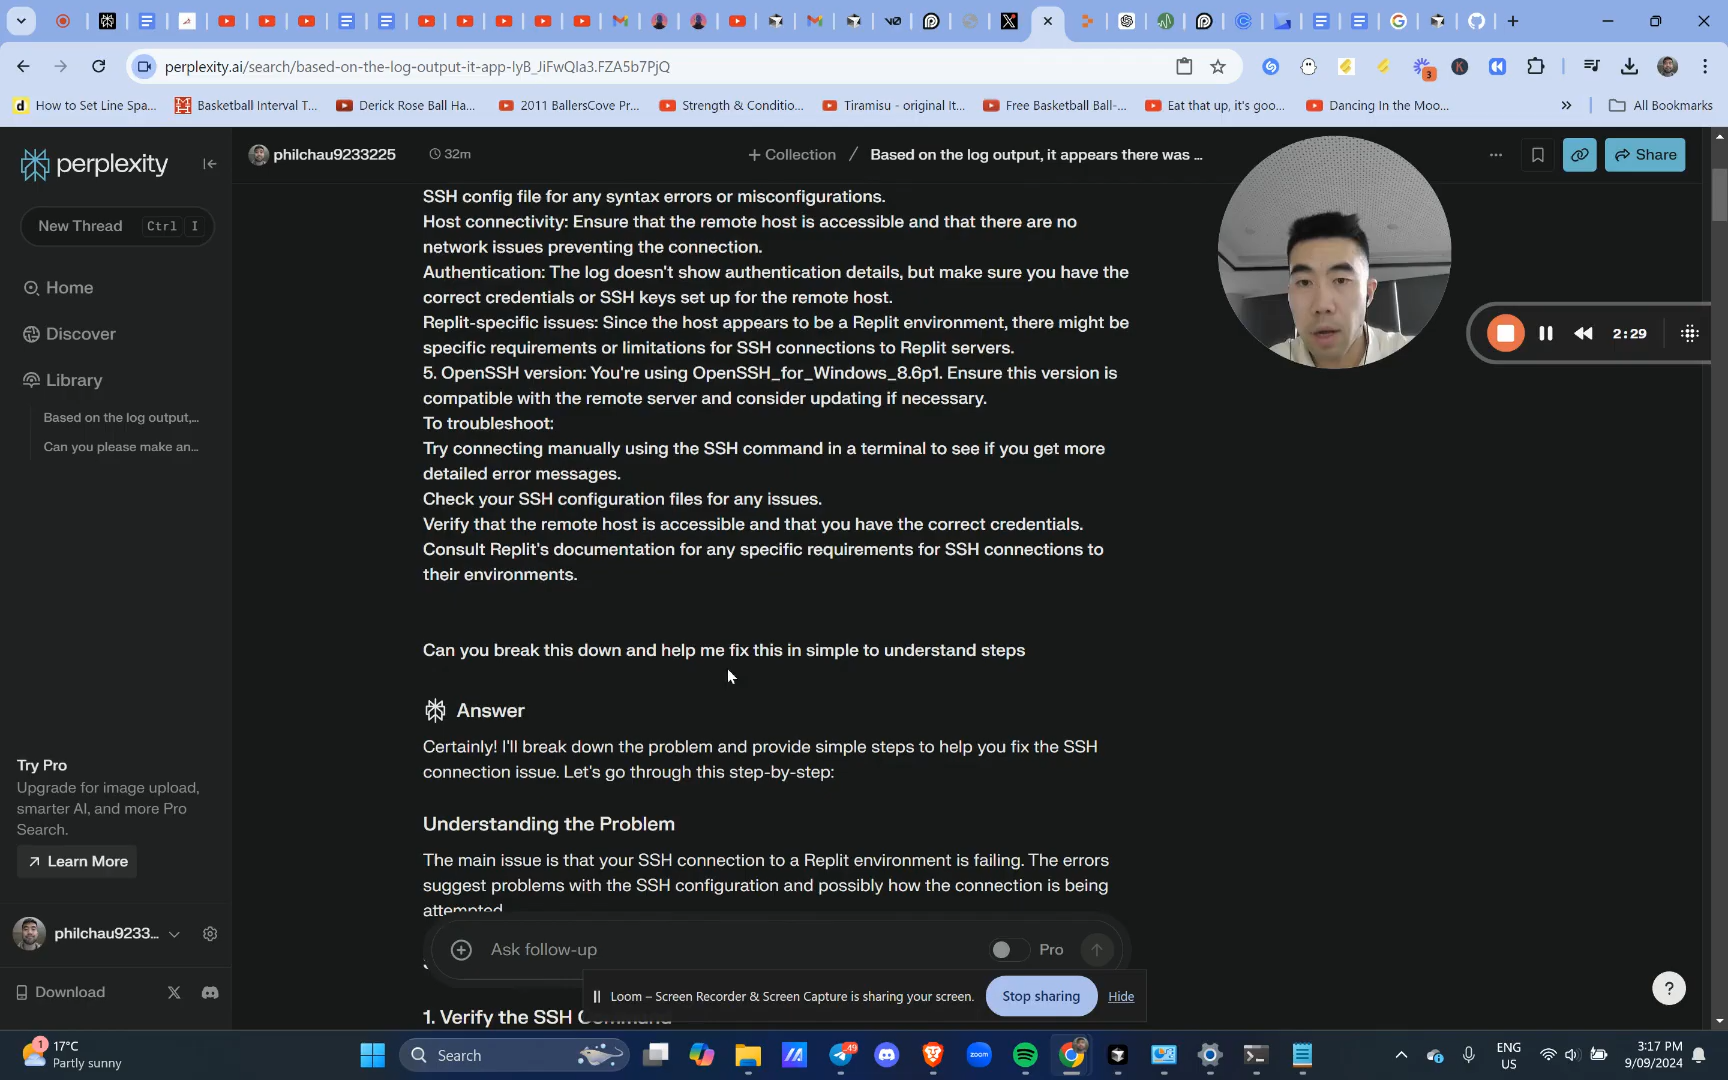 perplexity.ai/search/based-on-the-log-output-it-app-IyB_JiFwQIa3.FZA5b7PjQ
3
How to Set Line Spa...
Basketball Interval T...
Derick Rose Ball Ha...
2011 BallersCove Pr...
Strength & Conditio...
Tiramisu - original It...
Free Basketball Ball-...
Eat that up, it's goo...
Dancing In the Moo...
»
All Bookmarks
perplexity
philchau9233225
32m
+ Collection / Based on the log output, it appears there was ...
Share
New Thread Ctrl I
Home
Discover
Library
Based on the log output,...
Can you please make an...
SSH config file for any syntax errors or misconfigurations.
Host connectivity: Ensure that the remote host is accessible and that there are no
network issues preventing the connection.
Authentication: The log doesn't show authentication details, but make sure you have the
correct credentials or SSH keys set up for the remote host.
Replit-specific issues: Since the host appears to be a Replit environment, there might be
specific requirements or limitations for SSH connections to Replit servers.
5. OpenSSH version: You're using OpenSSH_for_Windows_8.6p1. Ensure this version is
compatible with the remote server and consider updating if necessary.
To troubleshoot:
Try connecting manually using the SSH command in a terminal to see if you get more
detailed error messages.
Check your SSH configuration files for any issues.
Verify that the remote host is accessible and that you have the correct credentials.
Consult Replit's documentation for any specific requirements for SSH connections to
their environments.
2:29
Can you break this down and help me fix this in simple to understand steps
Answer
Certainly! I'll break down the problem and provide simple steps to help you fix the SSH
connection issue. Let's go through this step-by-step:
Understanding the Problem
The main issue is that your SSH connection to a Replit environment is failing. The errors
suggest problems with the SSH configuration and possibly how the connection is being
attempted
Ask follow-up
Pro
Loom – Screen Recorder & Screen Capture is sharing your screen.
Stop sharing
Hide
1. Verify the SSH Command
?
Try Pro
Upgrade for image upload,
smarter AI, and more Pro
Search.
Learn More
philchau9233...
Download
1
17°C
Partly sunny
Search
49
zoom
ENG
US
3:17 PM
9/09/2024